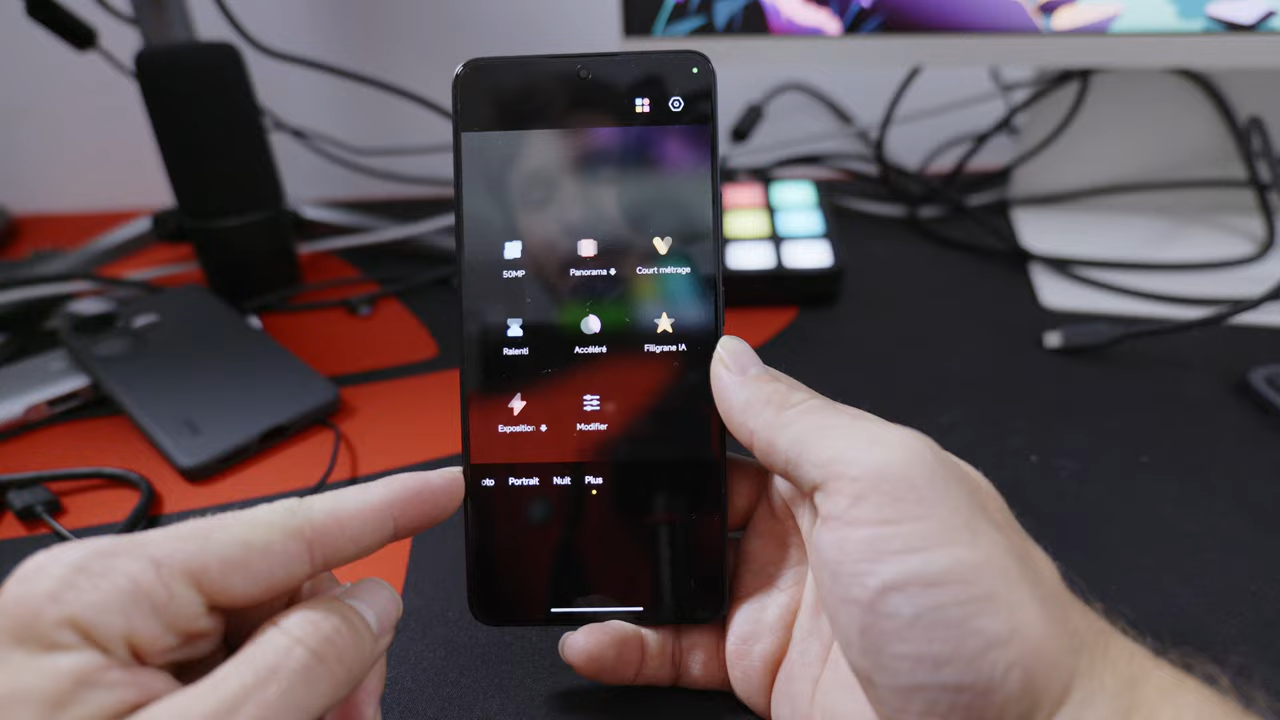 50MP
Panorama
Court métrage
Ralenti
Accéléré
Filigrane IA
Exposition
Modifier
oto Portrait Nuit Plus